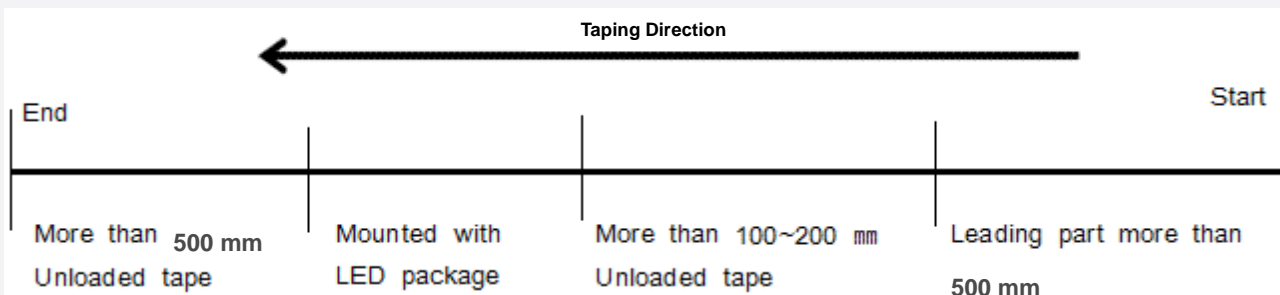 Taping Direction
Start
End
More than 500 mm
Unloaded tape
Mounted with
LED package
More than 100~200 mm
Unloaded tape
Leading part more than
500 mm